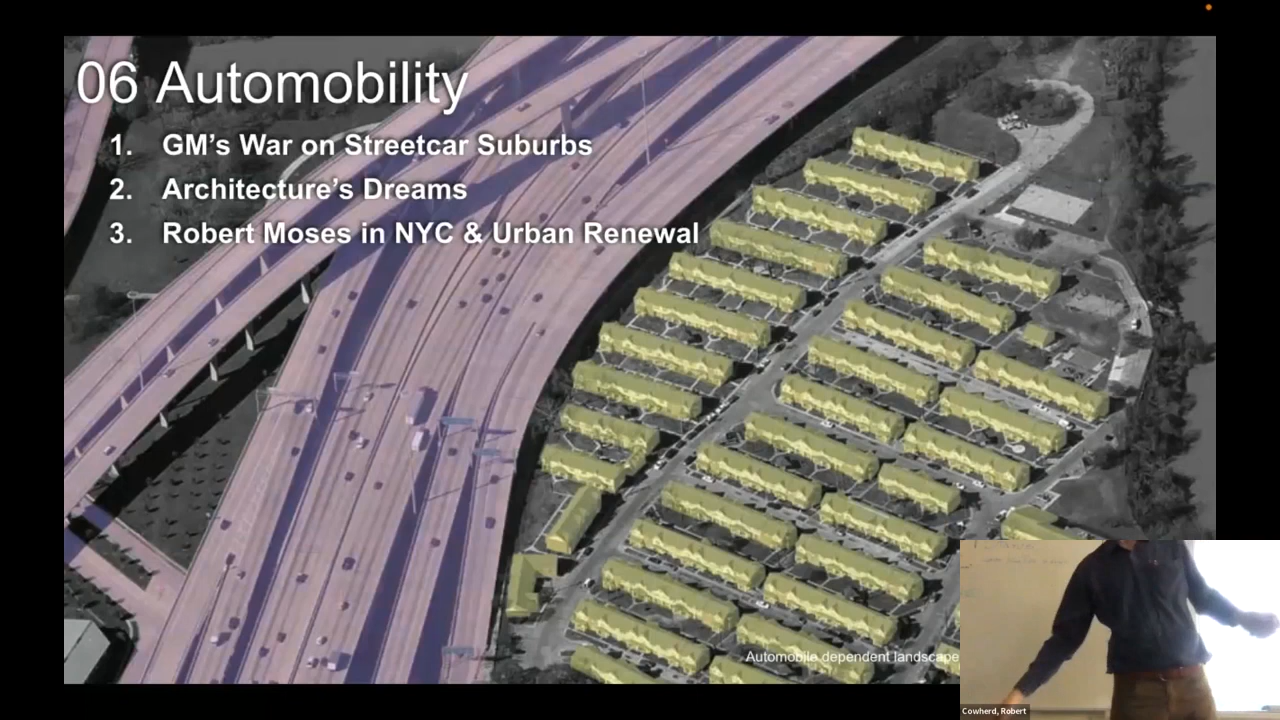 06 Automobility
1. GM’s War on Streetcar Suburbs
2. Architecture’s Dreams
3. Robert Moses in NYC & Urban Renewal
Automobile dependent landscape
Cowherd, Robert